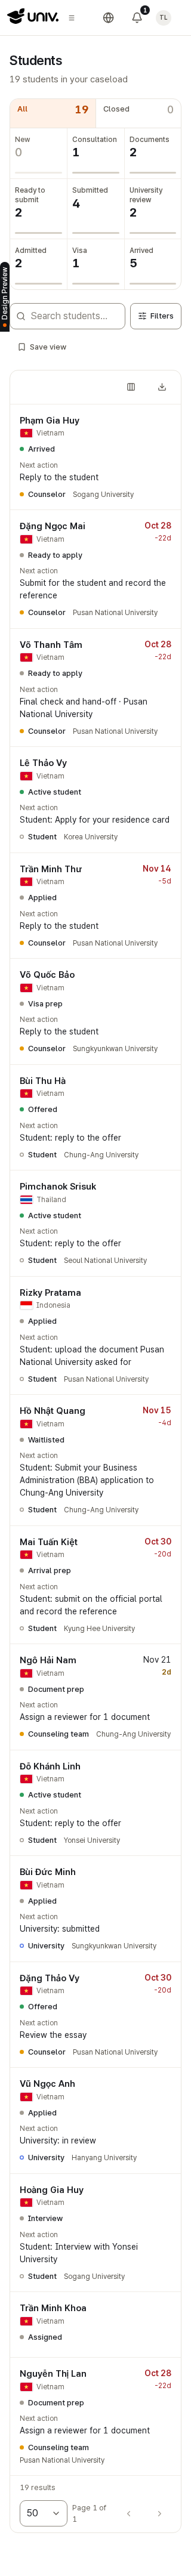 UNIV.
1
TL
Students
19 students in your caseload
All 19
Closed 0
New
0
Consultation
1
Documents
2
Ready to submit
2
Submitted
4
University review
2
Admitted
2
Visa
1
Arrived
5
Design Preview
Search students...
Filters
Save view
Phạm Gia Huy
Vietnam
Arrived
Next action
Reply to the student
Counselor Sogang University
Đặng Ngọc Mai Oct 28
Vietnam -22d
Ready to apply
Next action
Submit for the student and record the
reference
Counselor Pusan National University
Võ Thanh Tâm Oct 28
Vietnam -22d
Ready to apply
Next action
Final check and hand-off · Pusan
National University
Counselor Pusan National University
Lê Thảo Vy
Vietnam
Active student
Next action
Student: Apply for your residence card
Student Korea University
Trần Minh Thư Nov 14
Vietnam -5d
Applied
Next action
Reply to the student
Counselor Pusan National University
Võ Quốc Bảo
Vietnam
Visa prep
Next action
Reply to the student
Counselor Sungkyunkwan University
Bùi Thu Hà
Vietnam
Offered
Next action
Student: reply to the offer
Student Chung-Ang University
Pimchanok Srisuk
Thailand
Active student
Next action
Student: reply to the offer
Student Seoul National University
Rizky Pratama
Indonesia
Applied
Next action
Student: upload the document Pusan
National University asked for
Student Pusan National University
Hồ Nhật Quang Nov 15
Vietnam -4d
Waitlisted
Next action
Student: Submit your Business
Administration (BBA) application to
Chung-Ang University
Student Chung-Ang University
Mai Tuấn Kiệt Oct 30
Vietnam -20d
Arrival prep
Next action
Student: submit on the official portal
and record the reference
Student Kyung Hee University
Ngô Hải Nam Nov 21
Vietnam 2d
Document prep
Next action
Assign a reviewer for 1 document
Counseling team Chung-Ang University
Đỗ Khánh Linh
Vietnam
Active student
Next action
Student: reply to the offer
Student Yonsei University
Bùi Đức Minh
Vietnam
Applied
Next action
University: submitted
University Sungkyunkwan University
Đặng Thảo Vy Oct 30
Vietnam -20d
Offered
Next action
Review the essay
Counselor Pusan National University
Vũ Ngọc Anh
Vietnam
Applied
Next action
University: in review
University Hanyang University
Hoàng Gia Huy
Vietnam
Interview
Next action
Student: Interview with Yonsei
University
Student Sogang University
Trần Minh Khoa
Vietnam
Assigned
Nguyễn Thị Lan Oct 28
Vietnam -22d
Document prep
Next action
Assign a reviewer for 1 document
Counseling team
Pusan National University
19 results
50
Page 1 of
1